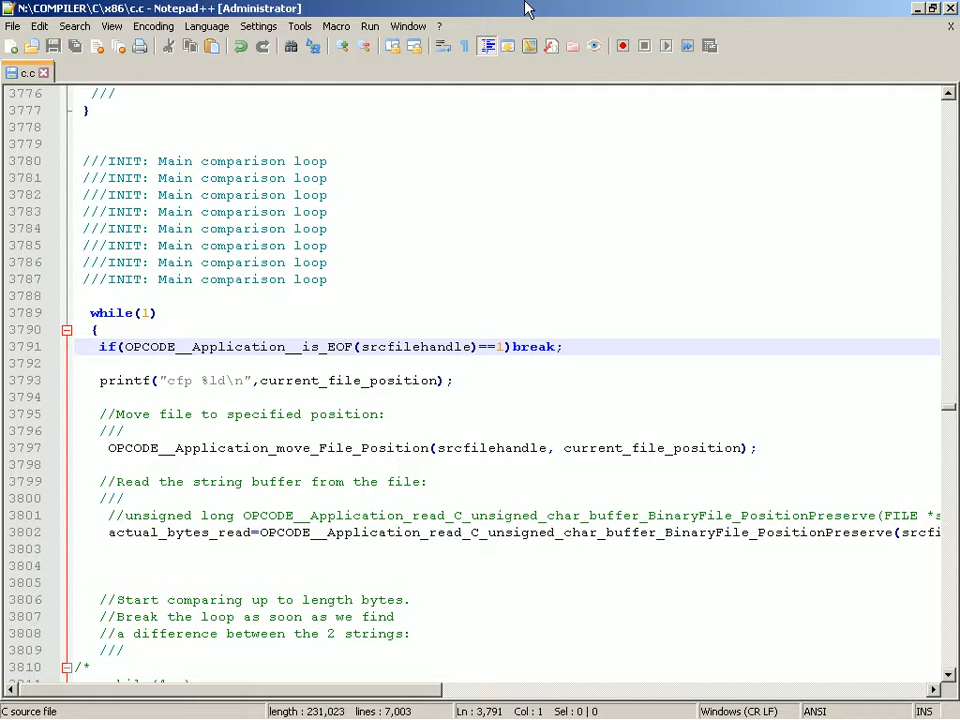 N:\COMPILER\C\x86\c.c - Notepad++ [Administrator]
File Edit Search View Encoding Language Settings Tools Macro Run Window ? X
c.c
3776 ///
3777 }
3778
3779
3780 ///INIT: Main comparison loop
3781 ///INIT: Main comparison loop
3782 ///INIT: Main comparison loop
3783 ///INIT: Main comparison loop
3784 ///INIT: Main comparison loop
3785 ///INIT: Main comparison loop
3786 ///INIT: Main comparison loop
3787 ///INIT: Main comparison loop
3788
3789 while(1)
3790 {
3791 if(OPCODE__Application__is_EOF(srcfilehandle)==1)break;
3792
3793 printf("cfp %ld\n",current_file_position);
3794
3795 //Move file to specified position:
3796 ///
3797 OPCODE__Application_move_File_Position(srcfilehandle, current_file_position);
3798
3799 //Read the string buffer from the file:
3800 ///
3801 //unsigned long OPCODE__Application_read_C_unsigned_char_buffer_BinaryFile_PositionPreserve(FILE *s
3802 actual_bytes_read=OPCODE__Application_read_C_unsigned_char_buffer_BinaryFile_PositionPreserve(srcfi
3803
3804
3805
3806 //Start comparing up to length bytes.
3807 //Break the loop as soon as we find
3808 //a difference between the 2 strings:
3809 ///
3810 /*
C source file length : 231,023 lines : 7,003 Ln : 3,791 Col : 1 Sel : 0 | 0 Windows (CR LF) ANSI INS